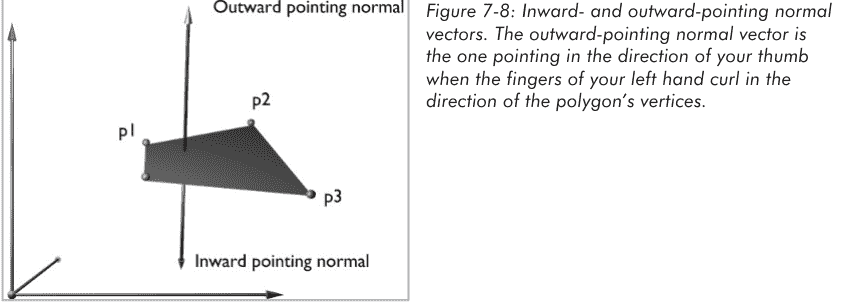 Outward pointing normal
p1
p2
p3
Inward pointing normal
Figure 7-8: Inward- and outward-pointing normal
vectors. The outward-pointing normal vector is
the one pointing in the direction of your thumb
when the fingers of your left hand curl in the
direction of the polygon's vertices.